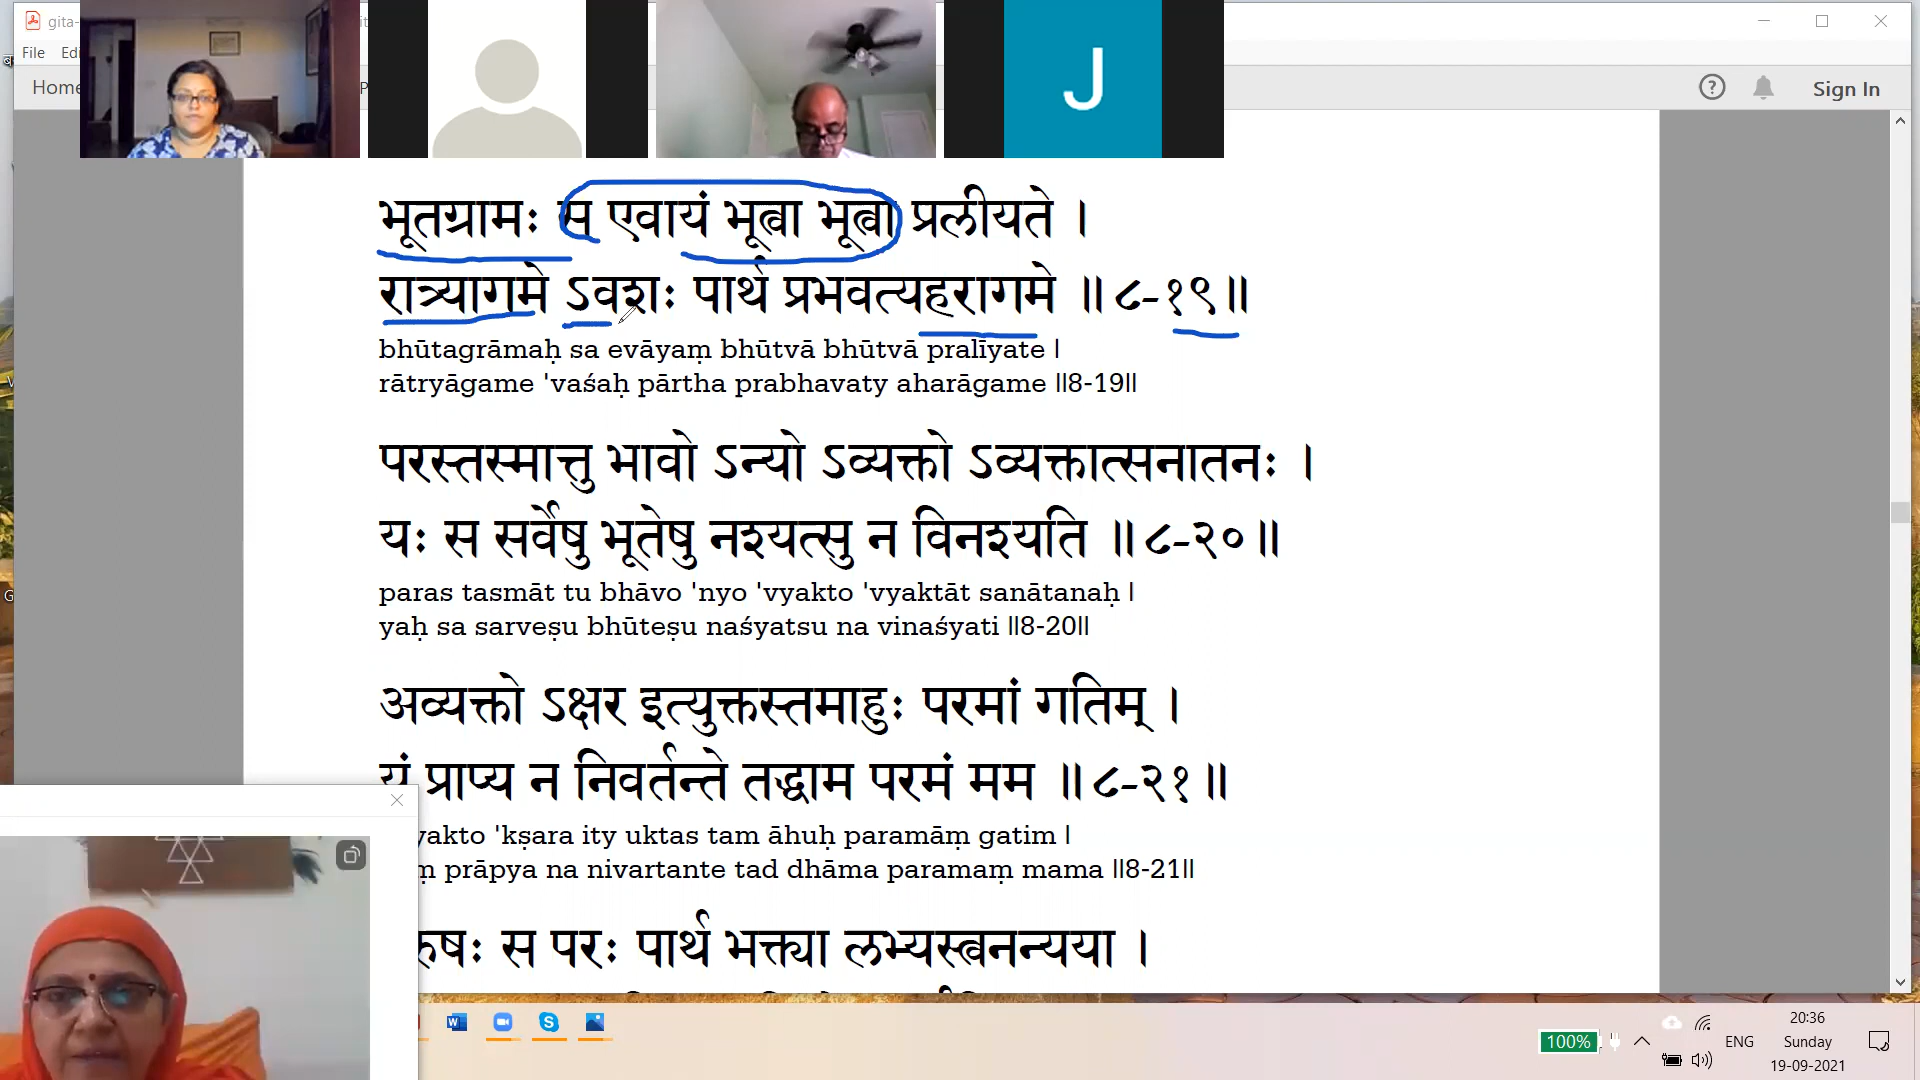 gita-
File Edi
Home
P
J
Sign In
भूतग्रामः स एवायं भूत्वा भूत्वा प्रलीयते ।
रात्र्यागमे ऽवशः पार्थ प्रभवत्यहरागमे ॥८-१९॥
bhūtagrāmaḥ sa evāyaṃ bhūtvā bhūtvā pralīyate |
rātryāgame 'vaśaḥ pārtha prabhavaty aharāgame ||8-19||
परस्तस्मात्तु भावो ऽन्यो ऽव्यक्तो ऽव्यक्तात्सनातनः ।
यः स सर्वेषु भूतेषु नश्यत्सु न विनश्यति ॥८-२०॥
paras tasmāt tu bhāvo 'nyo 'vyakto 'vyaktāt sanātanaḥ |
yaḥ sa sarveṣu bhūteṣu naśyatsu na vinaśyati ||8-20||
अव्यक्तो ऽक्षर इत्युक्तस्तमाहुः परमां गतिम् ।
यं प्राप्य न निवर्तन्ते तद्धाम परमं मम ॥८-२१॥
yakto 'kṣara ity uktas tam āhuḥ paramāṃ gatim |
ṃ prāpya na nivartante tad dhāma paramaṃ mama ||8-21||
रुषः स परः पार्थ भक्त्या लभ्यस्त्वनन्यया ।
100%
ENG
20:36
Sunday
19-09-2021